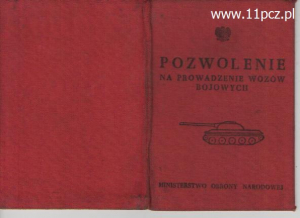 www.11pcz.pl
POZWOLENIE
NA PROWADZENIE WOZÓW
BOJOWYCH
MINISTERSTWO OBRONY NARODOWEJ